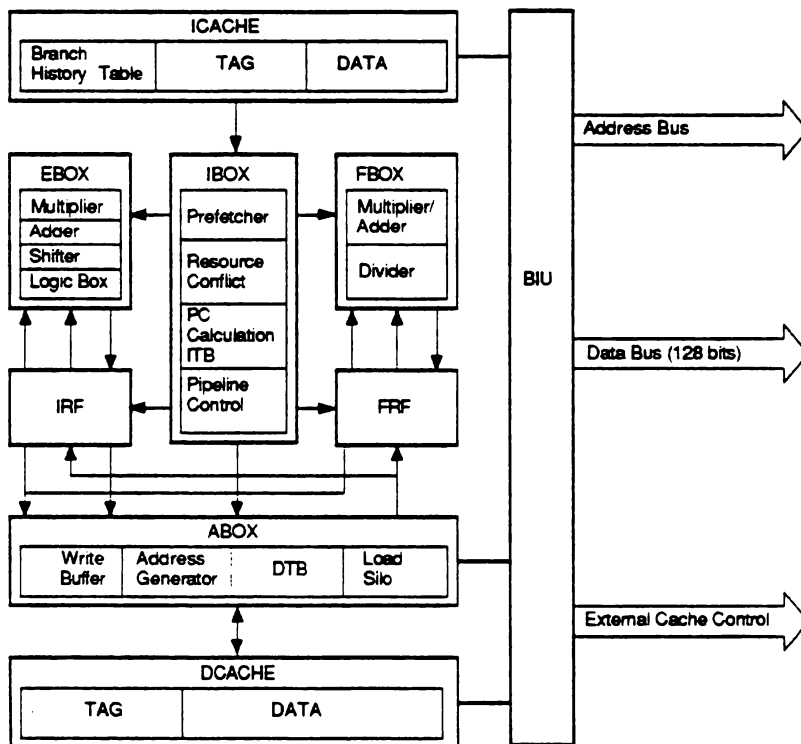 ICACHE
Branch
History Table
TAG
DATA
Address Bus
EBOX
Multiplier
Adder
Shifter
Logic Box
IBOX
Prefetcher
Resource
Conflict
PC
Calculation
ITB
Pipeline
Control
FBOX
Multiplier/
Adder
Divider
BIU
Data Bus (128 bits)
IRF
FRF
ABOX
Write
Buffer
Address
Generator
DTB
Load
Silo
External Cache Control
DCACHE
TAG
DATA